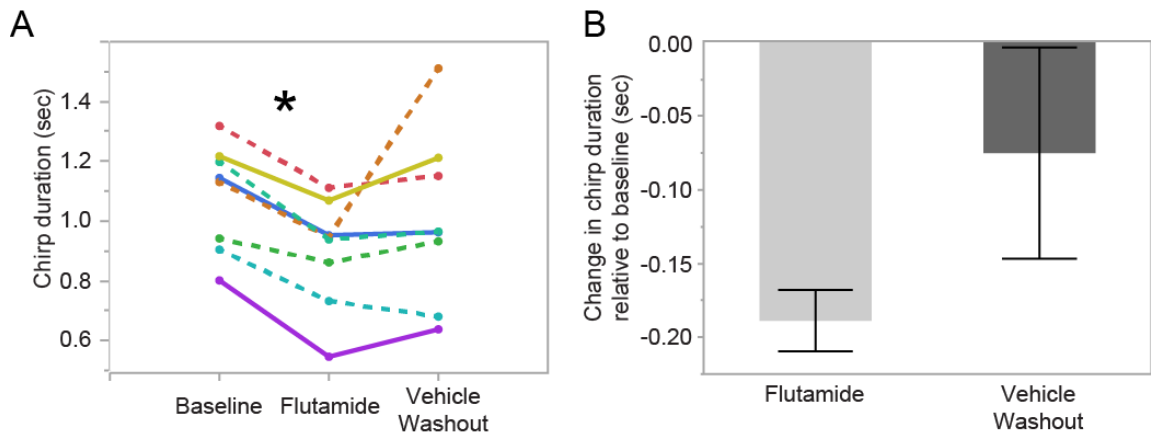 A
Chirp duration (sec)
1.4
1.2
1.0
0.8
0.6
*
Baseline
Flutamide
Vehicle
Washout
B
Change in chirp duration
relative to baseline (sec)
0.00
-0.05
-0.10
-0.15
-0.20
Flutamide
Vehicle
Washout